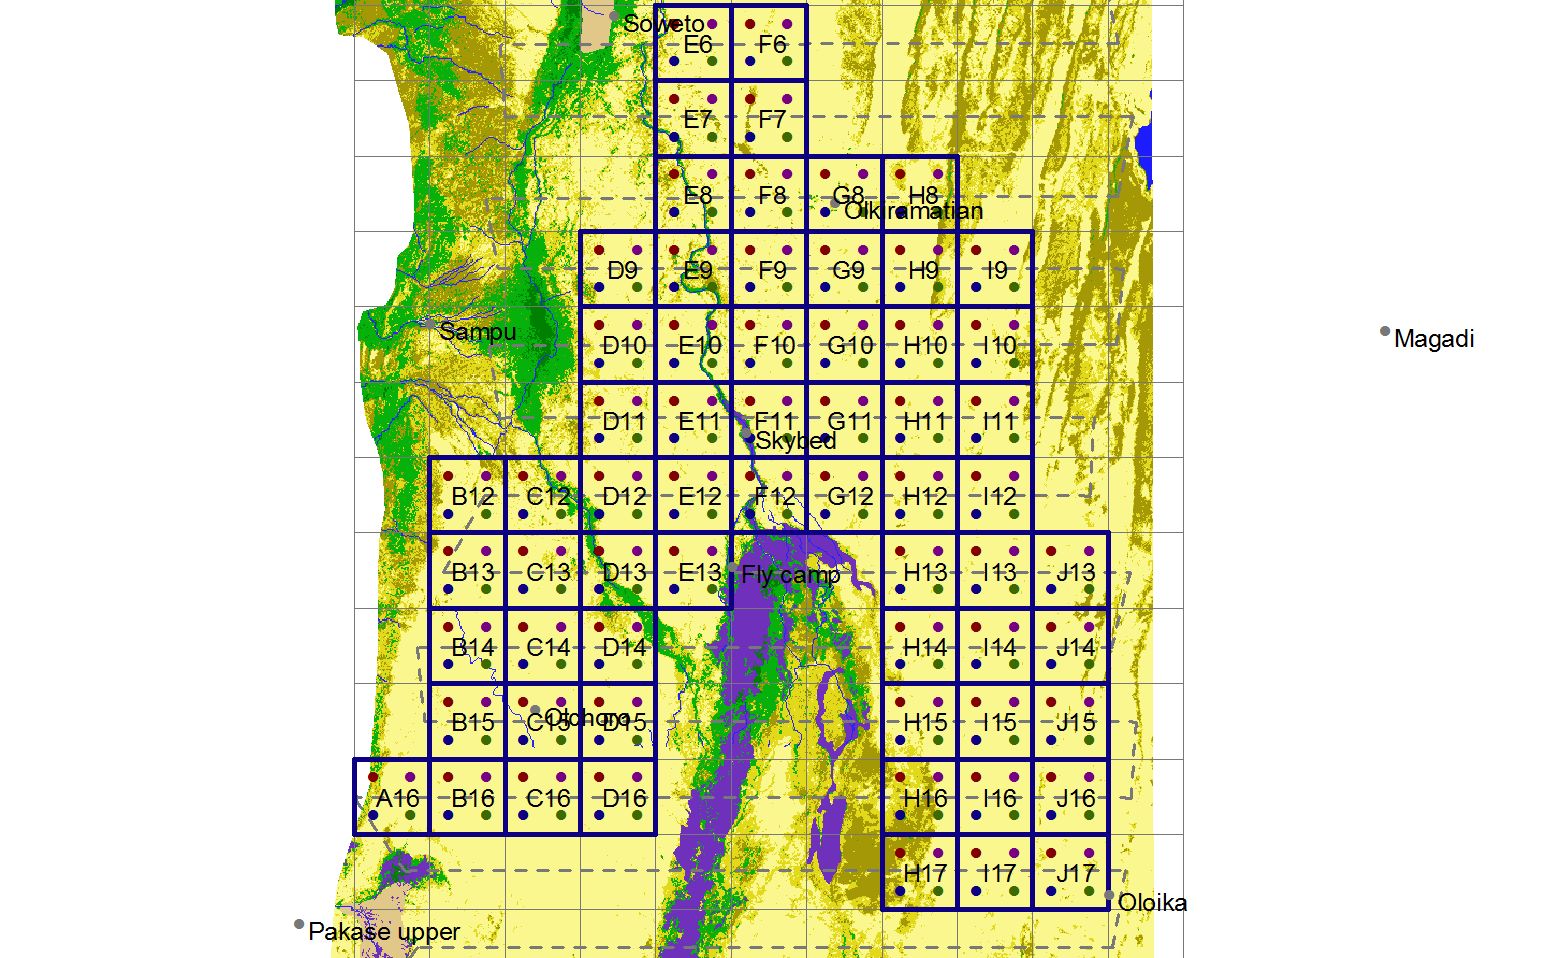 Soweto
E6 F6
E7 F7
E8 F8 G8 H8
Olkiramatian
D9 E9 F9 G9 H9 I9
Sampu
D10 E10 F10 G10 H10 I10
Magadi
D11 E11 F11 G11 H11 I11
Skybed
B12 C12 D12 E12 F12 G12 H12 I12
B13 C13 D13 E13 H13 I13 J13
Fly camp
B14 C14 D14 H14 I14 J14
B15 C15 D15 H15 I15 J15
Olchoro
A16 B16 C16 D16 H16 I16 J16
H17 I17 J17
Oloika
Pakase upper